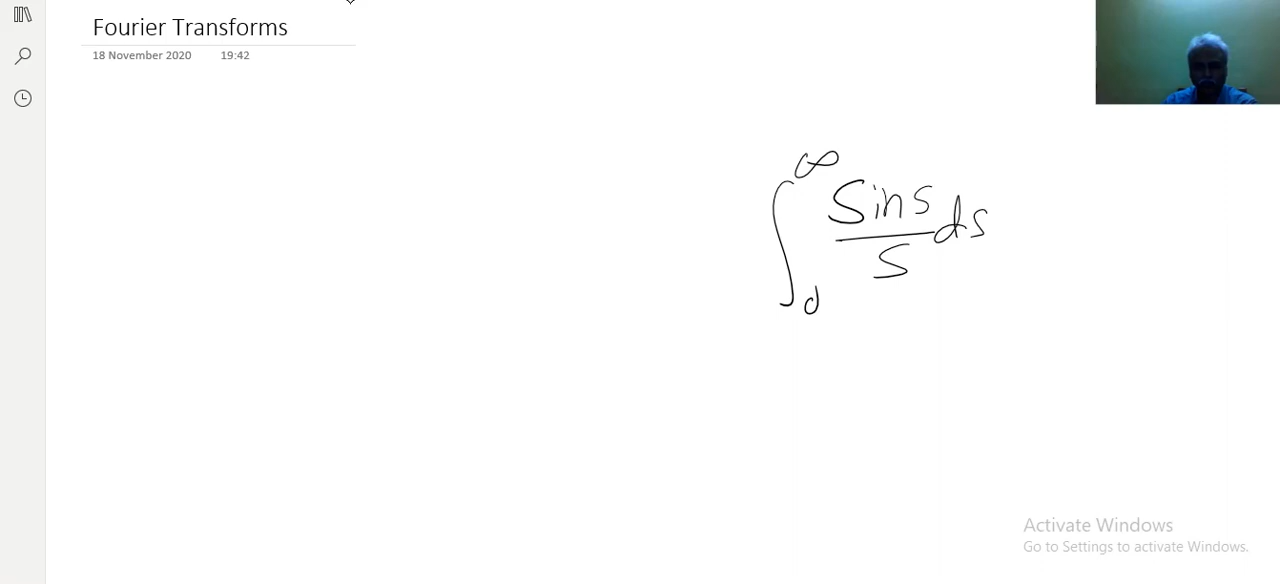 Fourier Transforms
18 November 2020 19:42
∞
Sin s
∫ ds
s
0
Activate Windows
Go to Settings to activate Windows.